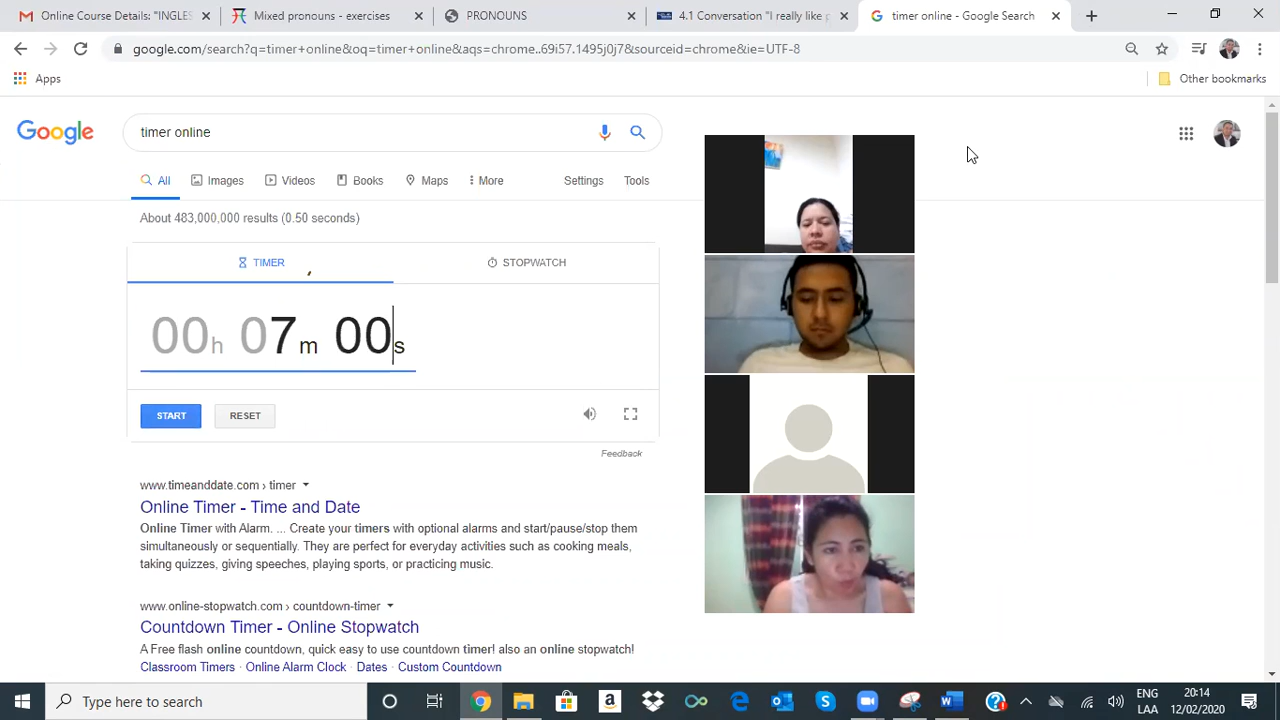 Online Course Details "INGLES
Mixed pronouns - exercises
PRONOUNS
4.1 Conversation "I really like
timer online - Google Search
google.com/search?q=timer+online&oq=timer+online&aqs=chrome..69i57.1495j0j7&sourceid=chrome&ie=UTF-8
Apps
Other bookmarks
Google
timer online
All
Images
Videos
Books
Maps
More
Settings
Tools
About 483,000,000 results (0.50 seconds)
TIMER
STOPWATCH
00h 07m 00s
START
RESET
Feedback
www.timeanddate.com › timer
Online Timer - Time and Date
Online Timer with Alarm. ... Create your timers with optional alarms and start/pause/stop them
simultaneously or sequentially. They are perfect for everyday activities such as cooking meals,
taking quizzes, giving speeches, playing sports, or practicing music.
www.online-stopwatch.com › countdown-timer
Countdown Timer - Online Stopwatch
A Free flash online countdown, quick easy to use countdown timer! also an online stopwatch!
Classroom Timers · Online Alarm Clock · Dates · Custom Countdown
Type here to search
ENG
LAA
20:14
12/02/2020